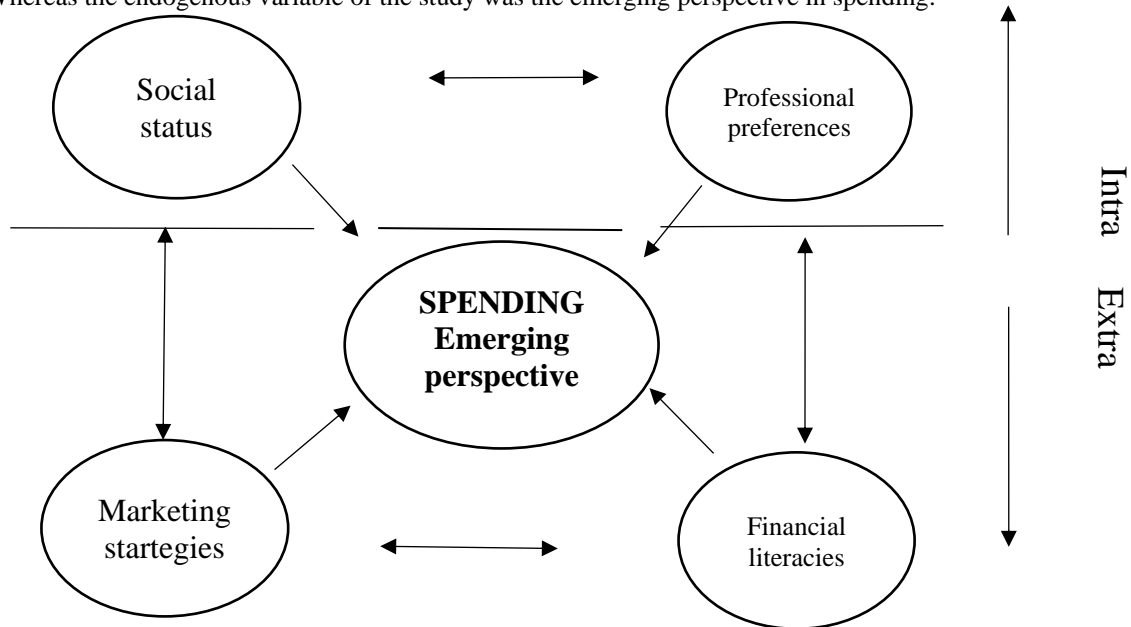 Whereas the endogenous variable of the study was the emerging perspective in spending.
Social
status
Professional
preferences
Intra
SPENDING
Emerging
perspective
Extra
Marketing
startegies
Financial
literacies